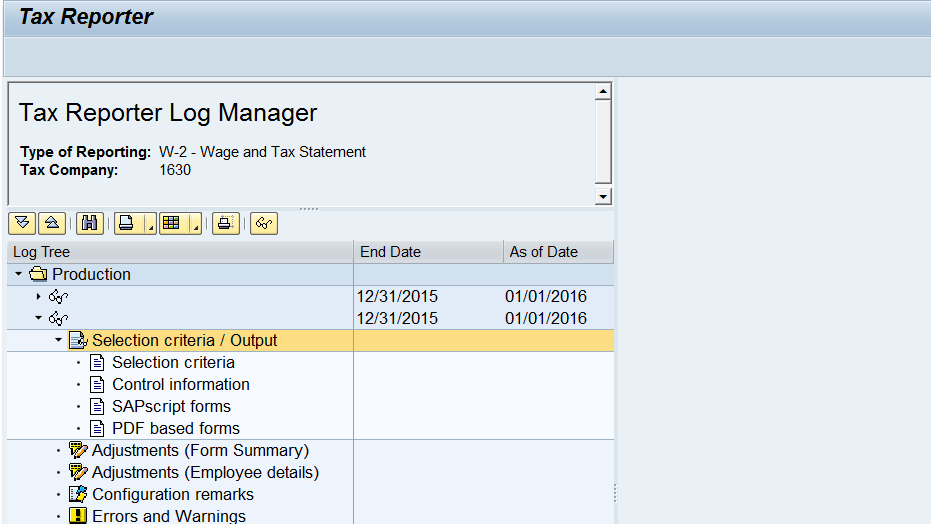 Tax Reporter
Tax Reporter Log Manager
Type of Reporting: W-2 - Wage and Tax Statement
Tax Company: 1630
Log Tree End Date As of Date
Production
12/31/2015 01/01/2016
12/31/2015 01/01/2016
Selection criteria / Output
Selection criteria
Control information
SAPscript forms
PDF based forms
Adjustments (Form Summary)
Adjustments (Employee details)
Configuration remarks
Errors and Warnings